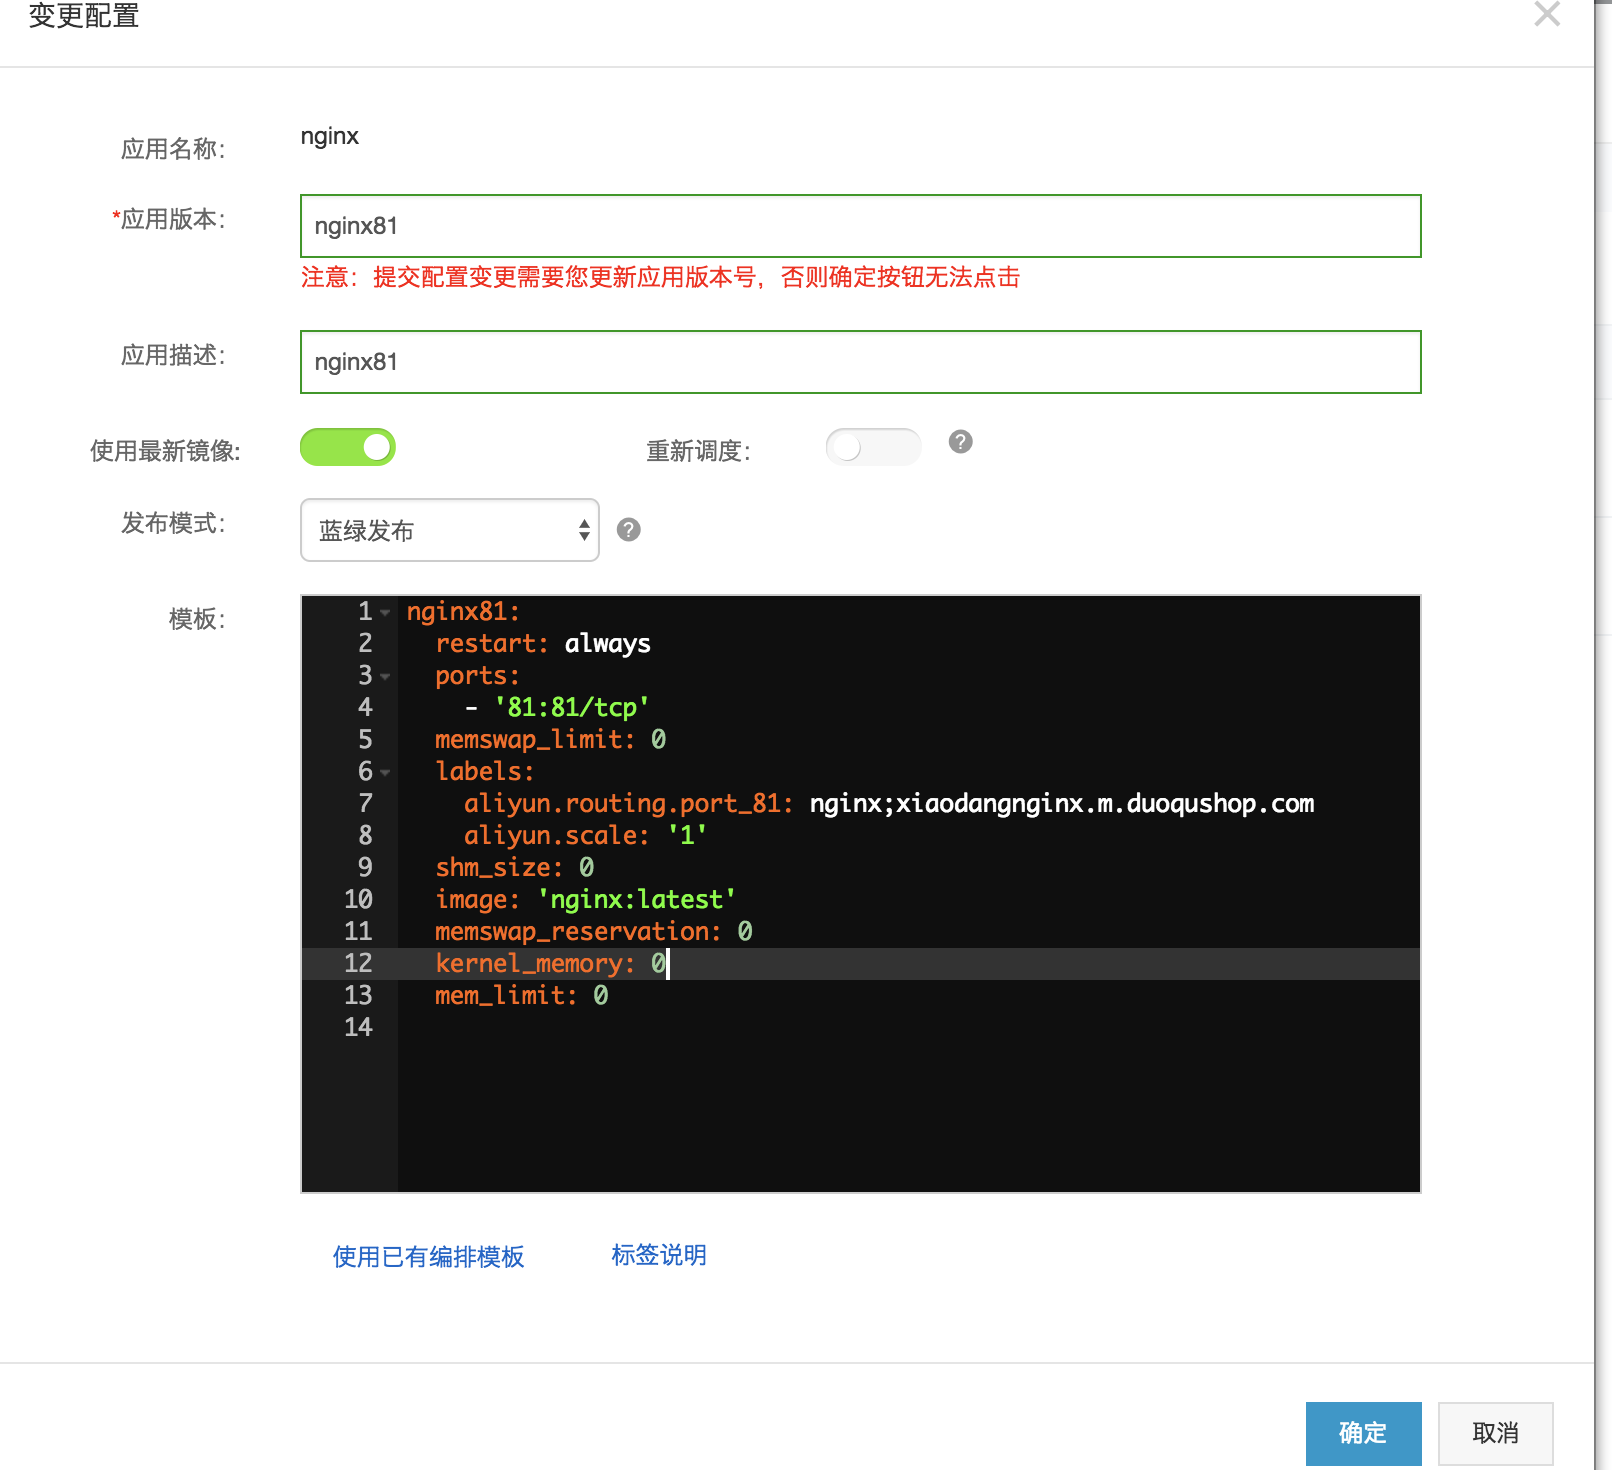 变更配置
应用名称: nginx
*应用版本: nginx81
注意：提交配置变更需要您更新应用版本号，否则确定按钮无法点击
应用描述: nginx81
使用最新镜像: 重新调度: ?
发布模式: 蓝绿发布 ?
模板:
1 nginx81:
2 restart: always
3 ports:
4 - '81:81/tcp'
5 memswap_limit: 0
6 labels:
7 aliyun.routing.port_81: nginx;xiaodangnginx.m.duoqushop.com
8 aliyun.scale: '1'
9 shm_size: 0
10 image: 'nginx:latest'
11 memswap_reservation: 0
12 kernel_memory: 0
13 mem_limit: 0
14
使用已有编排模板 标签说明
确定 取消